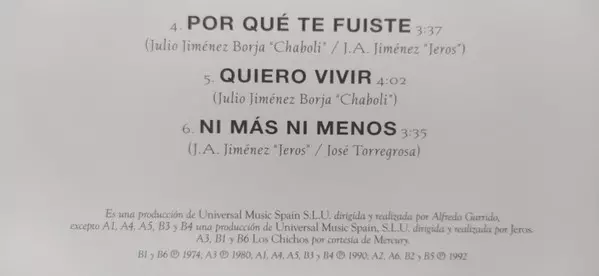 4. POR QUÉ TE FUISTE 3:37
(Julio Jiménez Borja "Chaboli" / J.A. Jiménez "Jeros")
5. QUIERO VIVIR 4:02
(Julio Jiménez Borja "Chaboli")
6. NI MÁS NI MENOS 3:35
(J.A. Jiménez "Jeros" / José Torregrosa)
Es una producción de Universal Music Spain S.L.U. dirigida y realizada por Alfredo Garrido,
excepto A1, A4, A5, B3 y B4 una producción de Universal Music Spain, S.L.U. dirigida y realizada por Jeros.
A3, B1 y B6 Los Chichos por cortesía de Mercury.
B1 y B6 ℗ 1974, A3 ℗ 1980, A1, A4, A5, B3 y B4 ℗ 1990; A2, A6, B2 y B5 ℗ 1992